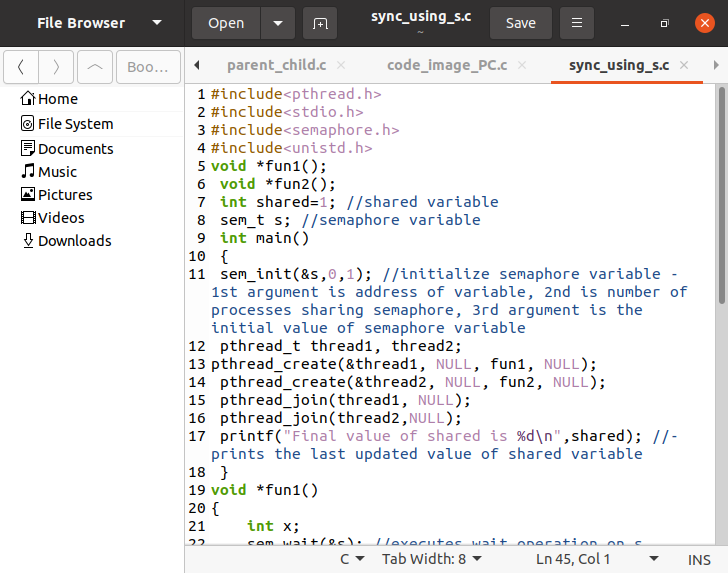 File Browser
Open
sync_using_s.c
~
Save
Boo...
parent_child.c
code_image_PC.c
sync_using_s.c
Home
File System
Documents
Music
Pictures
Videos
Downloads
1 #include<pthread.h>
2 #include<stdio.h>
3 #include<semaphore.h>
4 #include<unistd.h>
5 void *fun1();
6  void *fun2();
7  int shared=1; //shared variable
8  sem_t s; //semaphore variable
9  int main()
10  {
11  sem_init(&s,0,1); //initialize semaphore variable -
1st argument is address of variable, 2nd is number of
processes sharing semaphore, 3rd argument is the
initial value of semaphore variable
12  pthread_t thread1, thread2;
13 pthread_create(&thread1, NULL, fun1, NULL);
14  pthread_create(&thread2, NULL, fun2, NULL);
15  pthread_join(thread1, NULL);
16  pthread_join(thread2,NULL);
17  printf("Final value of shared is %d\n",shared); //-
prints the last updated value of shared variable
18  }
19 void *fun1()
20 {
21     int x;
22     sem_wait(&s); //executes wait operation on s
C
Tab Width: 8
Ln 45, Col 1
INS